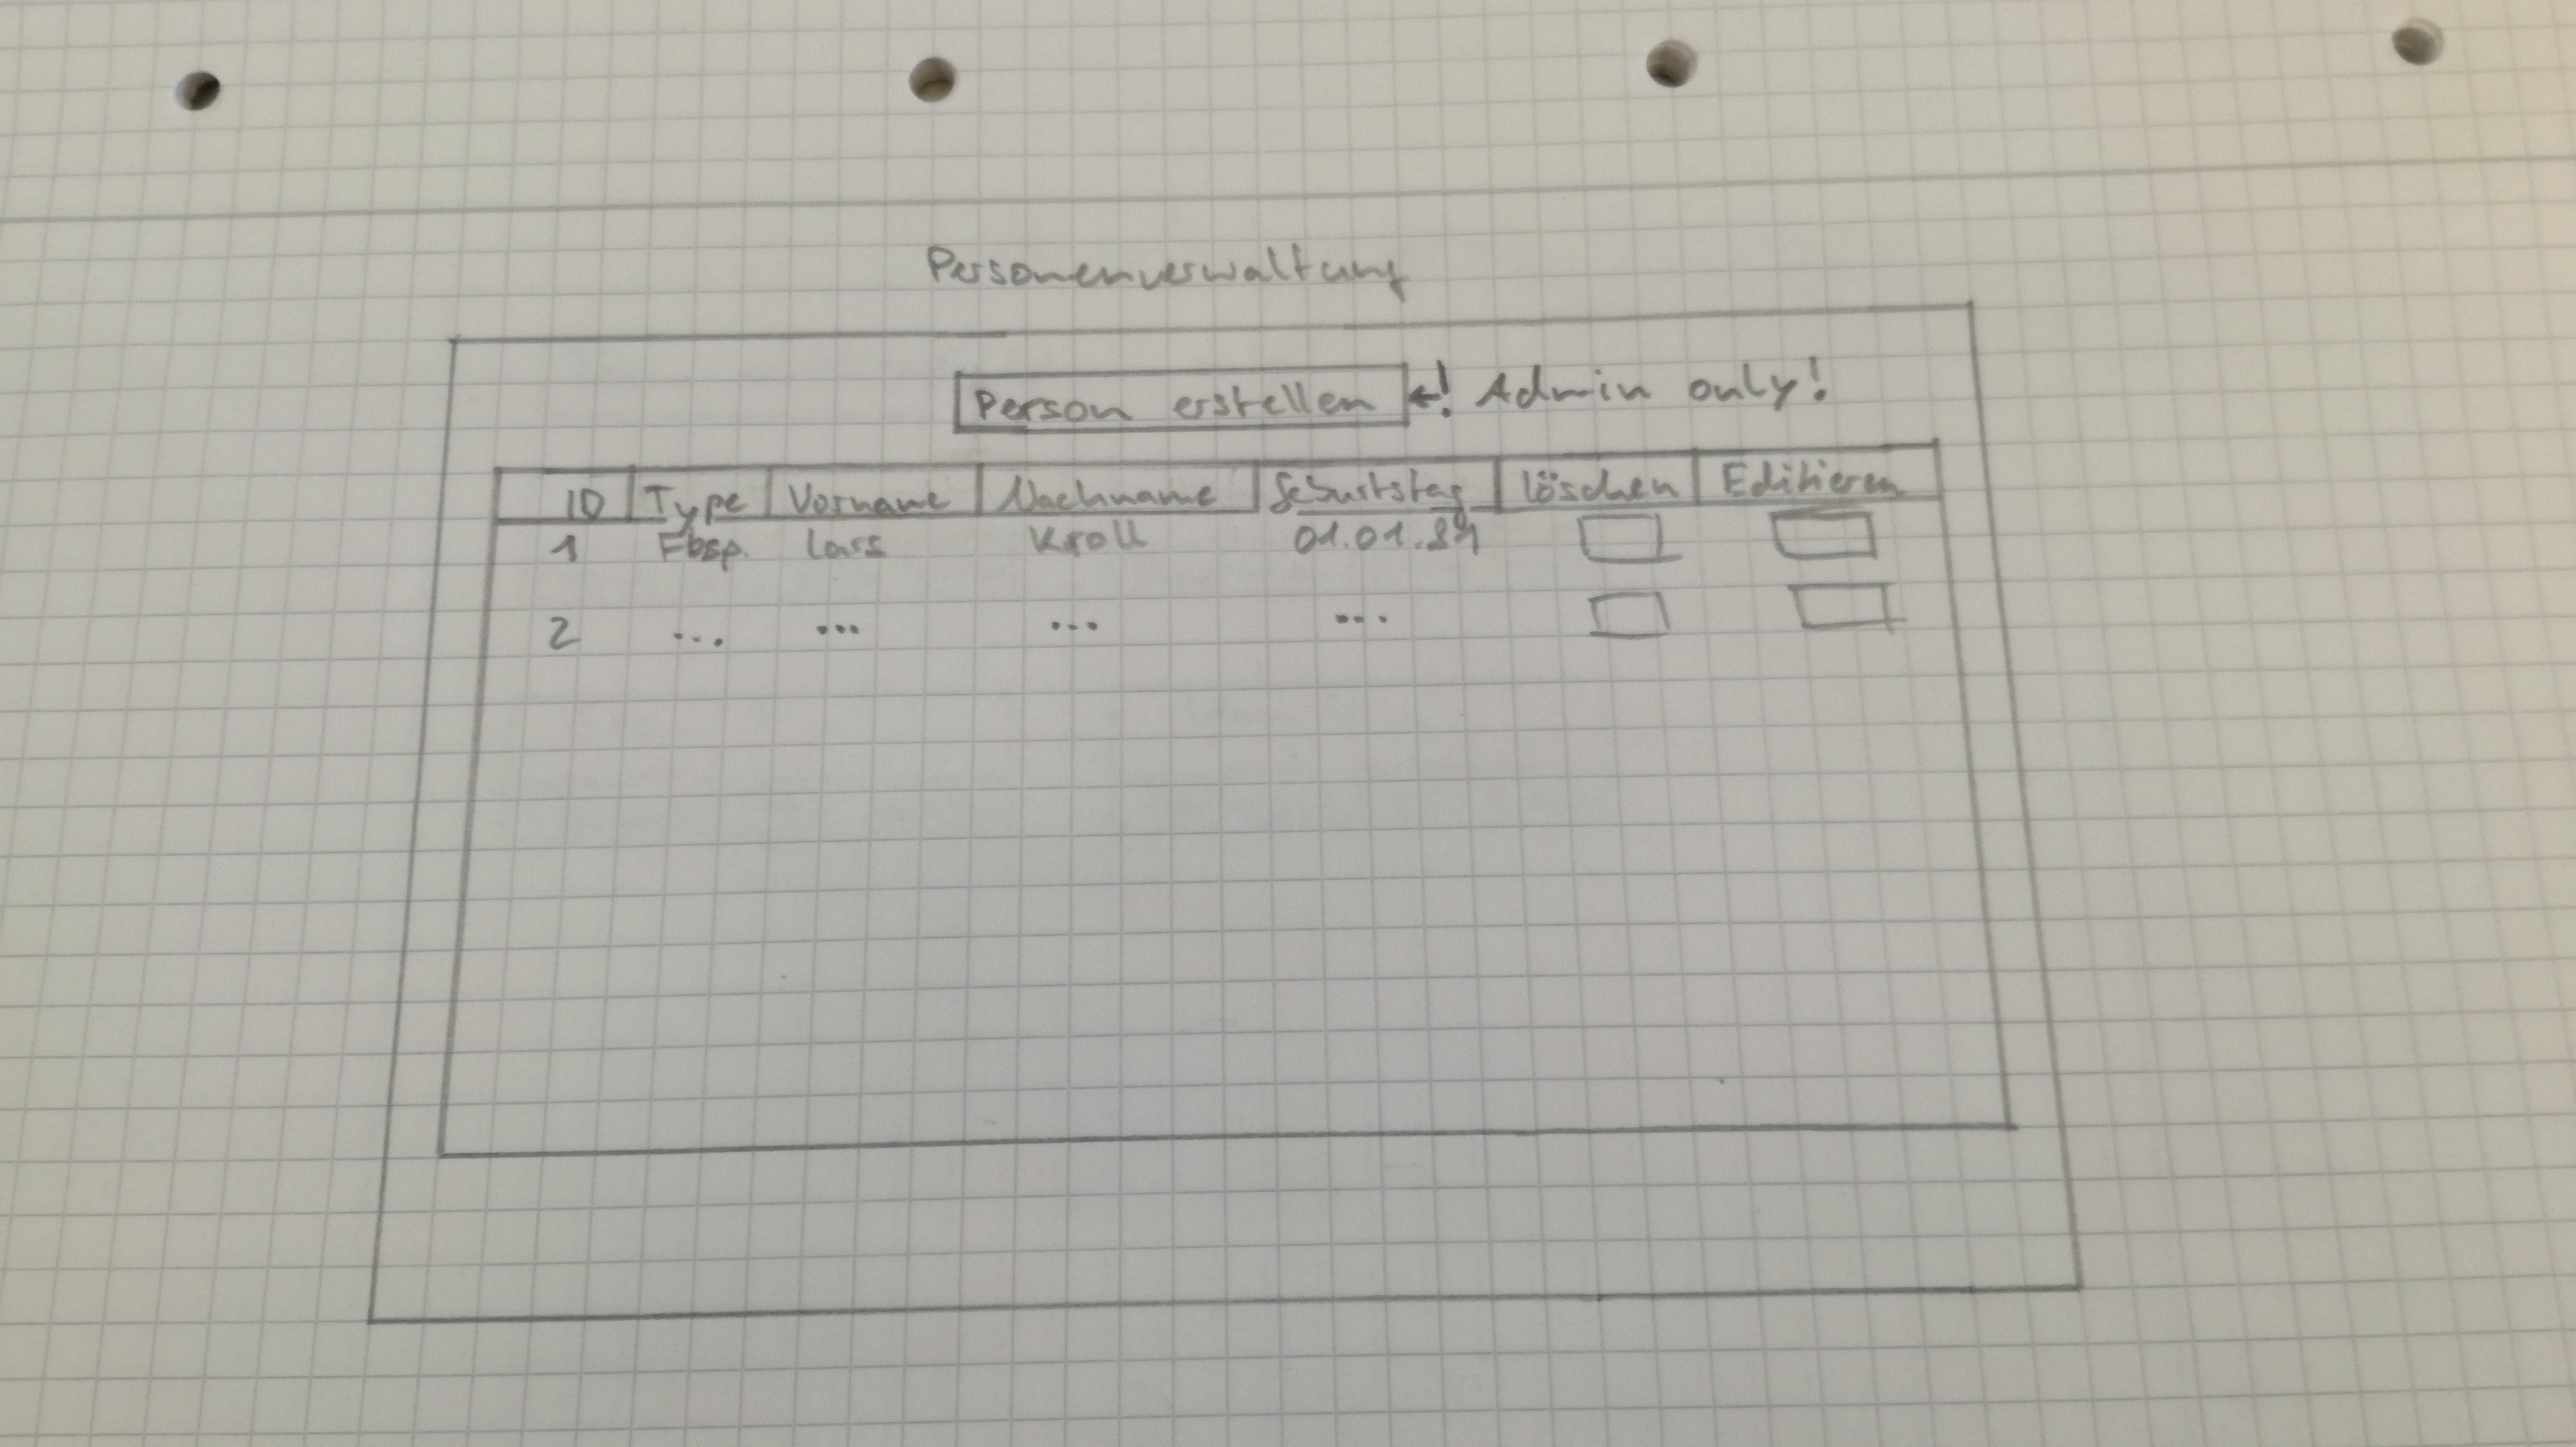 Personenverwaltung
Person erstellen ←! Admin only!
ID Type Vorname Nachname Geburtstag löschen Editieren
1 Fbsp. Lars Kroll 01.01.84
2 ... ... ... ...